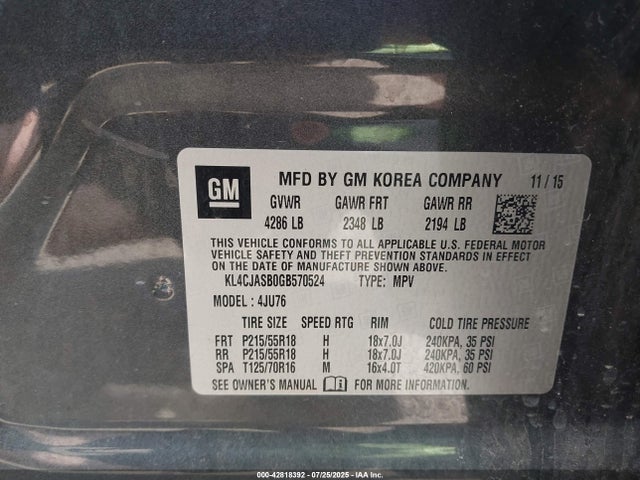 GM
MFD BY GM KOREA COMPANY 11/15
GVWR GAWR FRT GAWR RR
4286 LB 2348 LB 2194 LB
THIS VEHICLE CONFORMS TO ALL APPLICABLE U.S. FEDERAL MOTOR
VEHICLE SAFETY AND THEFT PREVENTION STANDARDS IN EFFECT ON
THE DATE OF MANUFACTURE SHOWN ABOVE.
KL4CJASB0GB570524 TYPE: MPV
MODEL: 4JU76
TIRE SIZE SPEED RTG RIM COLD TIRE PRESSURE
FRT P215/55R18 H 18x7.0J 240KPA, 35 PSI
RR P215/55R18 H 18x7.0J 240KPA, 35 PSI
SPA T125/70R16 M 16x4.0T 420KPA, 60 PSI
SEE OWNER'S MANUAL FOR MORE INFORMATION.
000-42818392 - 07/25/2025 - IAA Inc.